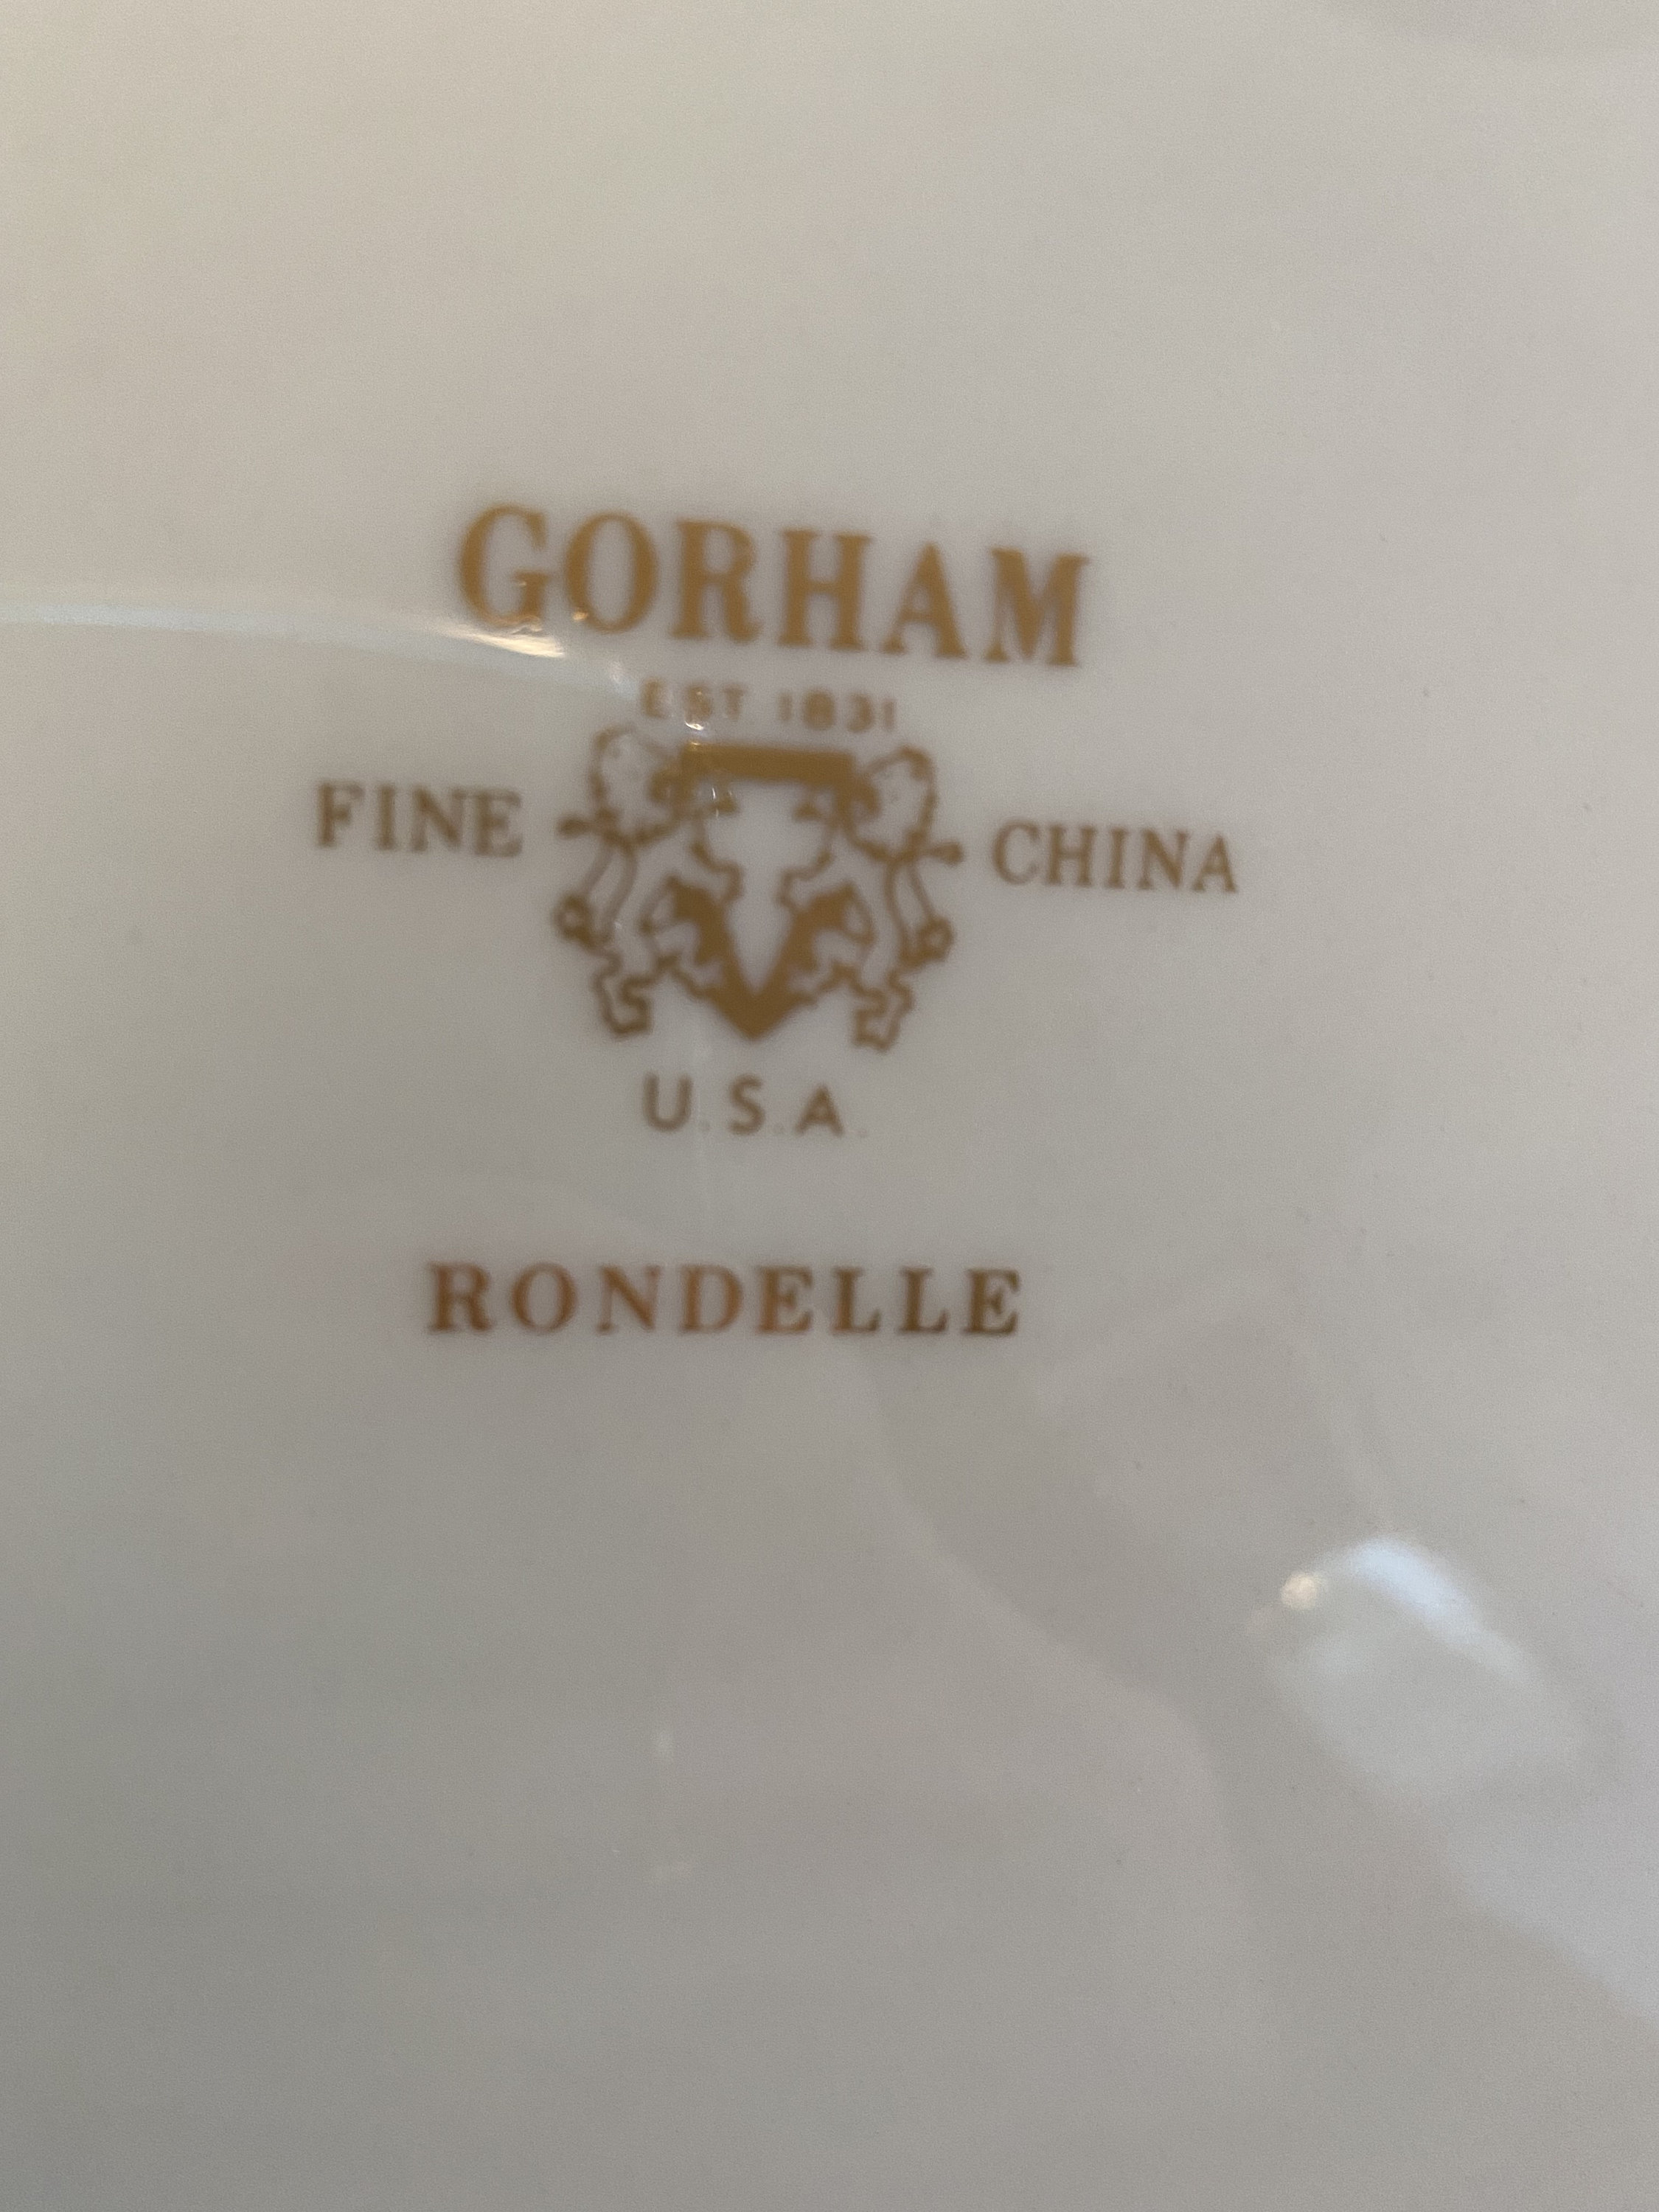 GORHAM
EST 1831
FINE CHINA
U.S.A.
RONDELLE